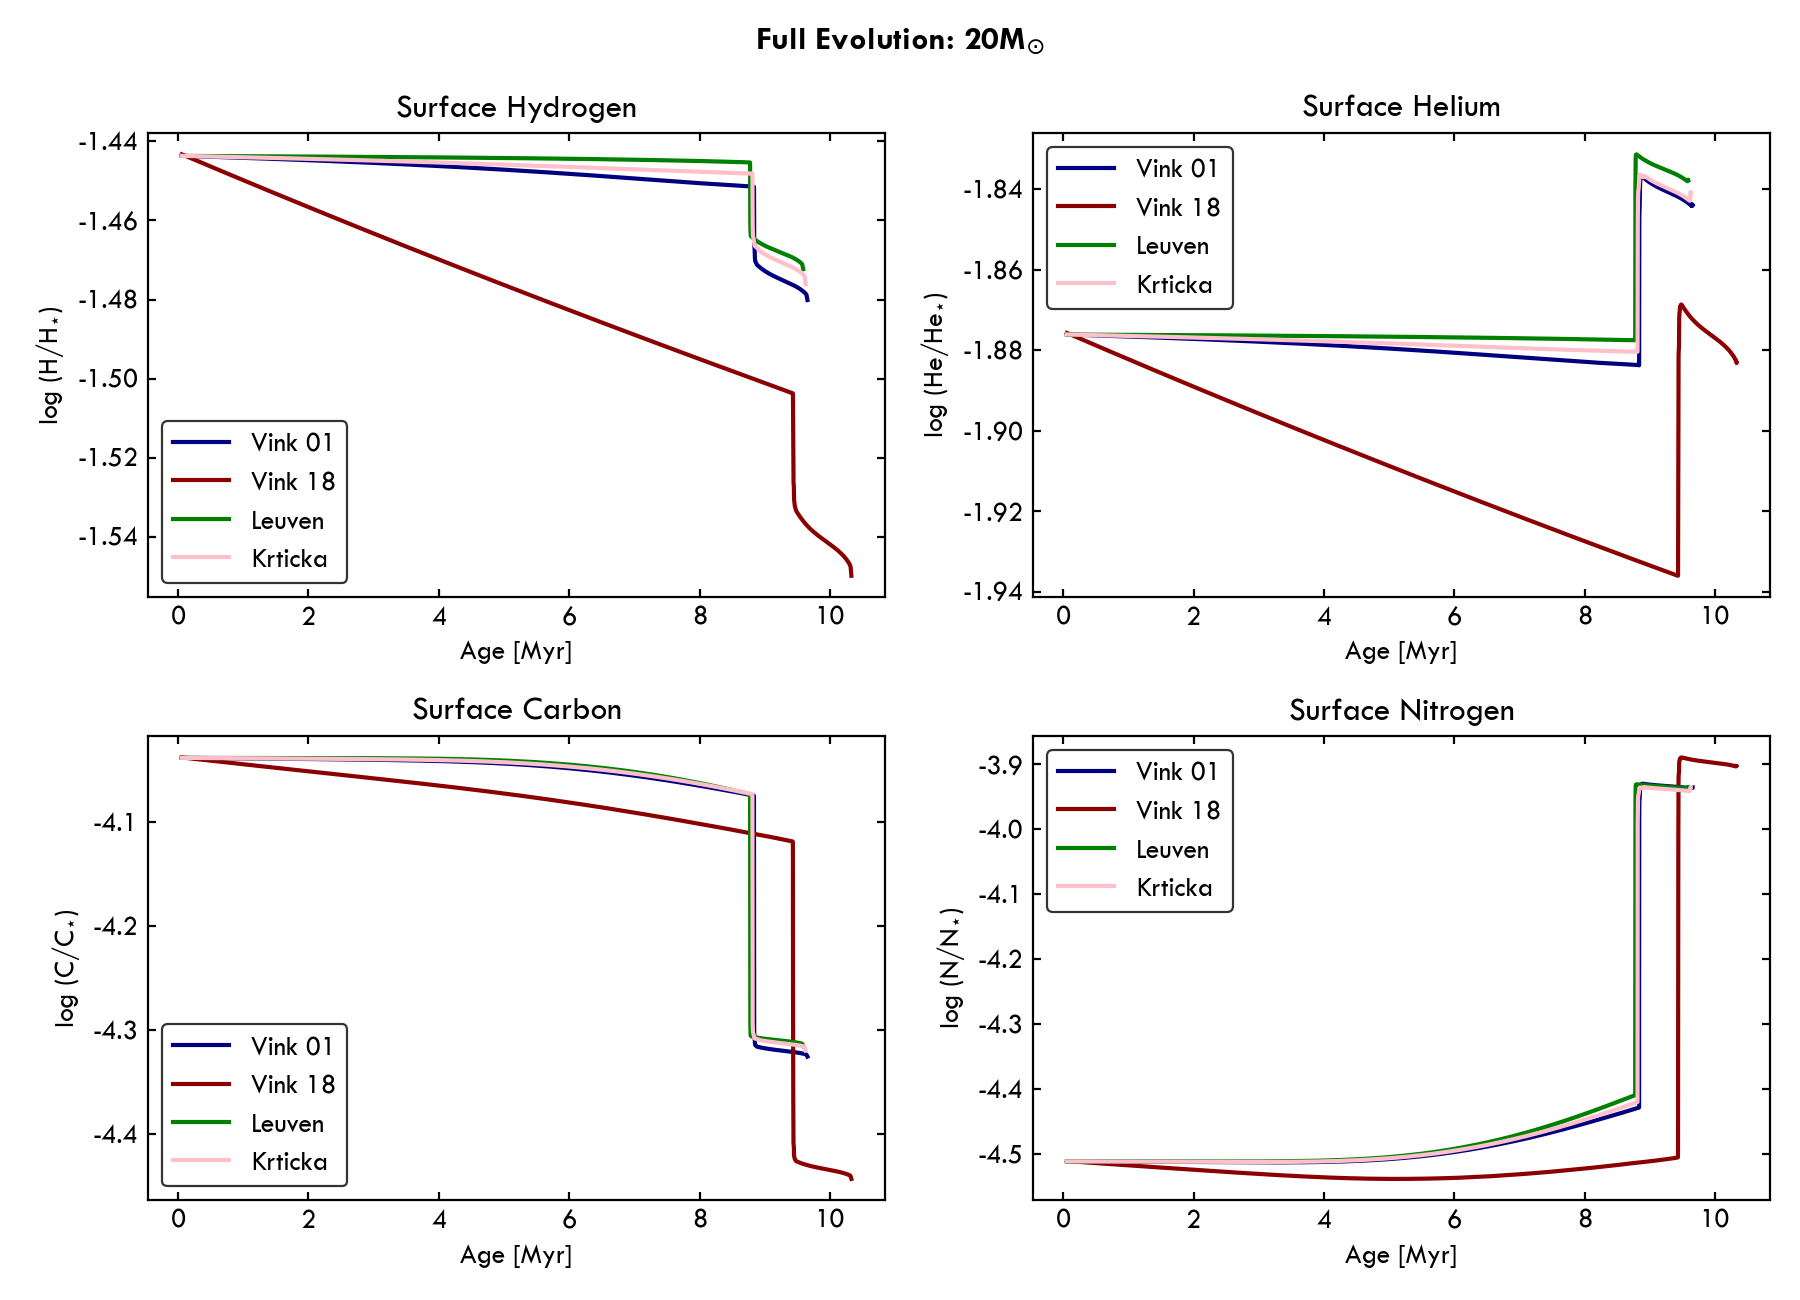 Full Evolution: 20M☉
Surface Hydrogen
-1.44
-1.46
-1.48
-1.50
-1.52
-1.54
log (H/H⋆)
Vink 01
Vink 18
Leuven
Krticka
0 2 4 6 8 10
Age [Myr]
Surface Helium
-1.84
-1.86
-1.88
-1.90
-1.92
-1.94
log (He/He⋆)
Vink 01
Vink 18
Leuven
Krticka
0 2 4 6 8 10
Age [Myr]
Surface Carbon
-4.1
-4.2
-4.3
-4.4
log (C/C⋆)
Vink 01
Vink 18
Leuven
Krticka
0 2 4 6 8 10
Age [Myr]
Surface Nitrogen
-3.9
-4.0
-4.1
-4.2
-4.3
-4.4
-4.5
log (N/N⋆)
Vink 01
Vink 18
Leuven
Krticka
0 2 4 6 8 10
Age [Myr]